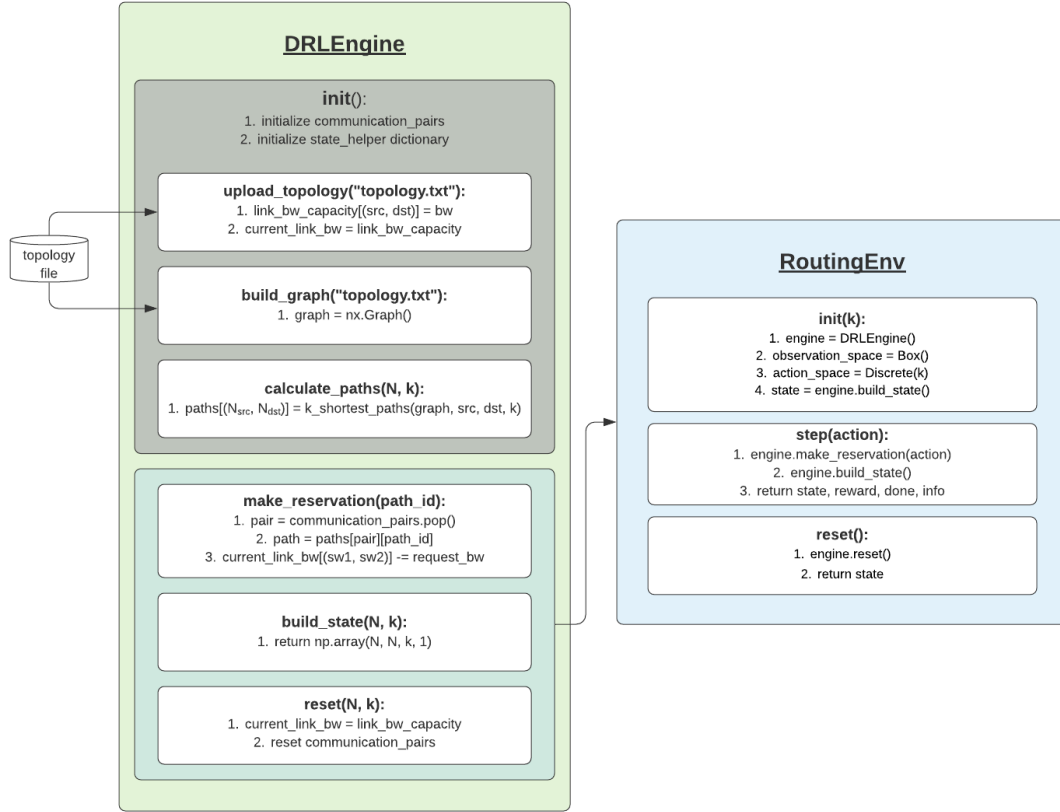 DRLEngine
init():
1. initialize communication_pairs
2. initialize state_helper dictionary
upload_topology("topology.txt"):
1. link_bw_capacity[(src, dst)] = bw
2. current_link_bw = link_bw_capacity
topology
file
build_graph("topology.txt"):
1. graph = nx.Graph()
calculate_paths(N, k):
1. paths[(Nsrc, Ndst)] = k_shortest_paths(graph, src, dst, k)
make_reservation(path_id):
1. pair = communication_pairs.pop()
2. path = paths[pair][path_id]
3. current_link_bw[(sw1, sw2)] -= request_bw
build_state(N, k):
1. return np.array(N, N, k, 1)
reset(N, k):
1. current_link_bw = link_bw_capacity
2. reset communication_pairs
RoutingEnv
init(k):
1. engine = DRLEngine()
2. observation_space = Box()
3. action_space = Discrete(k)
4. state = engine.build_state()
step(action):
1. engine.make_reservation(action)
2. engine.build_state()
3. return state, reward, done, info
reset():
1. engine.reset()
2. return state